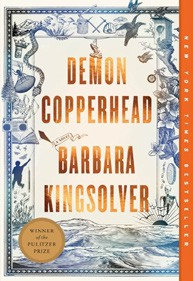 DEMON
COPPERHEAD
A NOVEL
BARBARA
KINGSOLVER
WINNER
of the
PULITZER
PRIZE
NEW YORK TIMES BESTSELLER